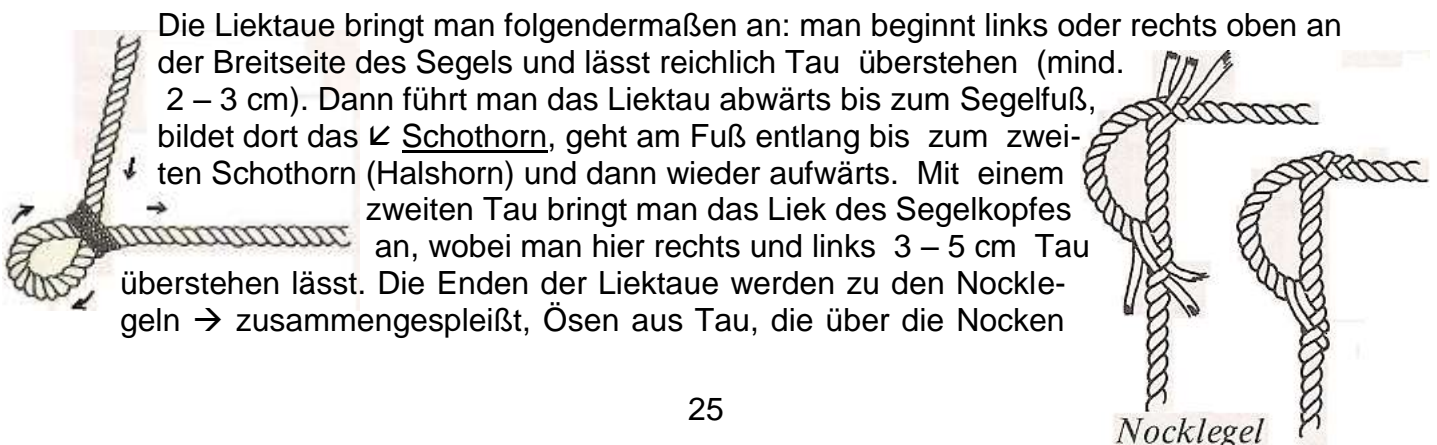 Die Liektaue bringt man folgendermaßen an: man beginnt links oder rechts oben an
der Breitseite des Segels und lässt reichlich Tau überstehen (mind.
2 – 3 cm). Dann führt man das Liektau abwärts bis zum Segelfuß,
bildet dort das ↙ Schothorn, geht am Fuß entlang bis zum zwei-
ten Schothorn (Halshorn) und dann wieder aufwärts. Mit einem
zweiten Tau bringt man das Liek des Segelkopfes
an, wobei man hier rechts und links 3 – 5 cm Tau
überstehen lässt. Die Enden der Liektaue werden zu den Nockle-
geln → zusammengespleißt, Ösen aus Tau, die über die Nocken
25
Nocklegel